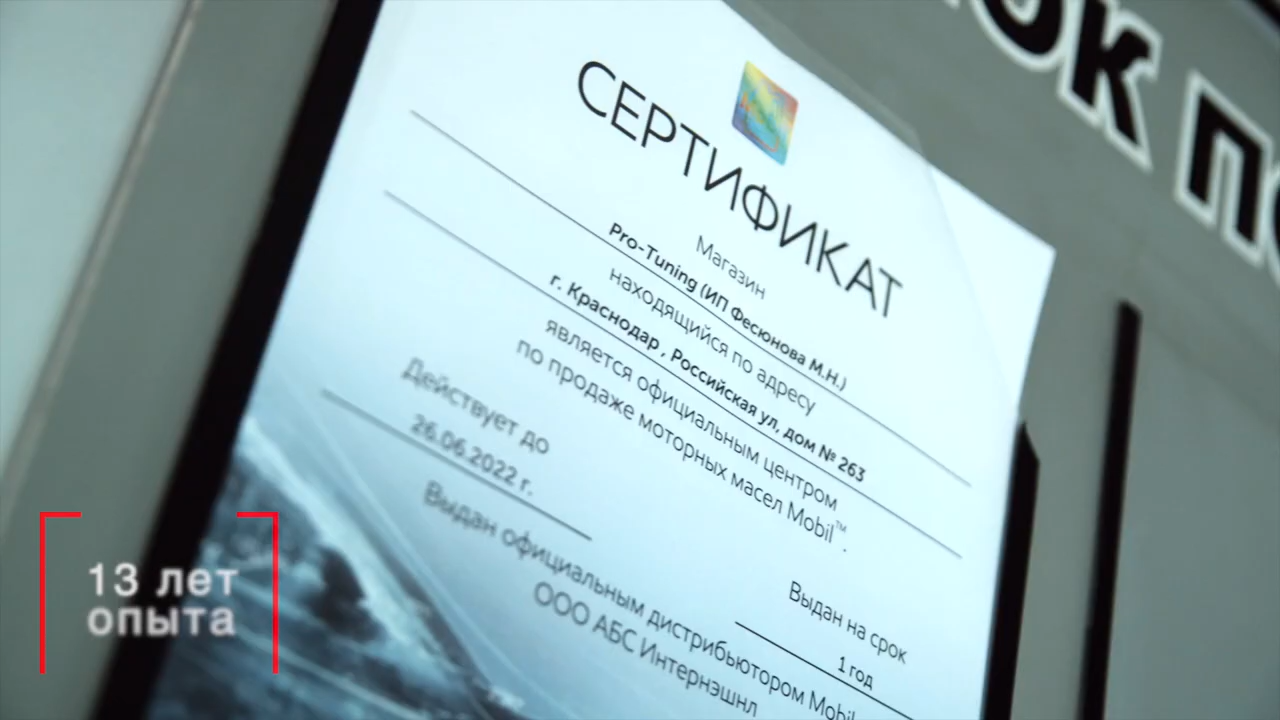 СЕРТИФИКАТ
Магазин
Pro-Tuning (ИП Фесюнова М.Н.)
находящийся по адресу
г. Краснодар , Российская ул, дом № 263
является официальным центром
по продаже моторных масел Mobil™.
Действует до
26.06.2022 г.
Выдан на срок
1 год
Выдан официальным дистрибьютором Mobil
ООО АБС Интернэшнл
13 лет
опыта